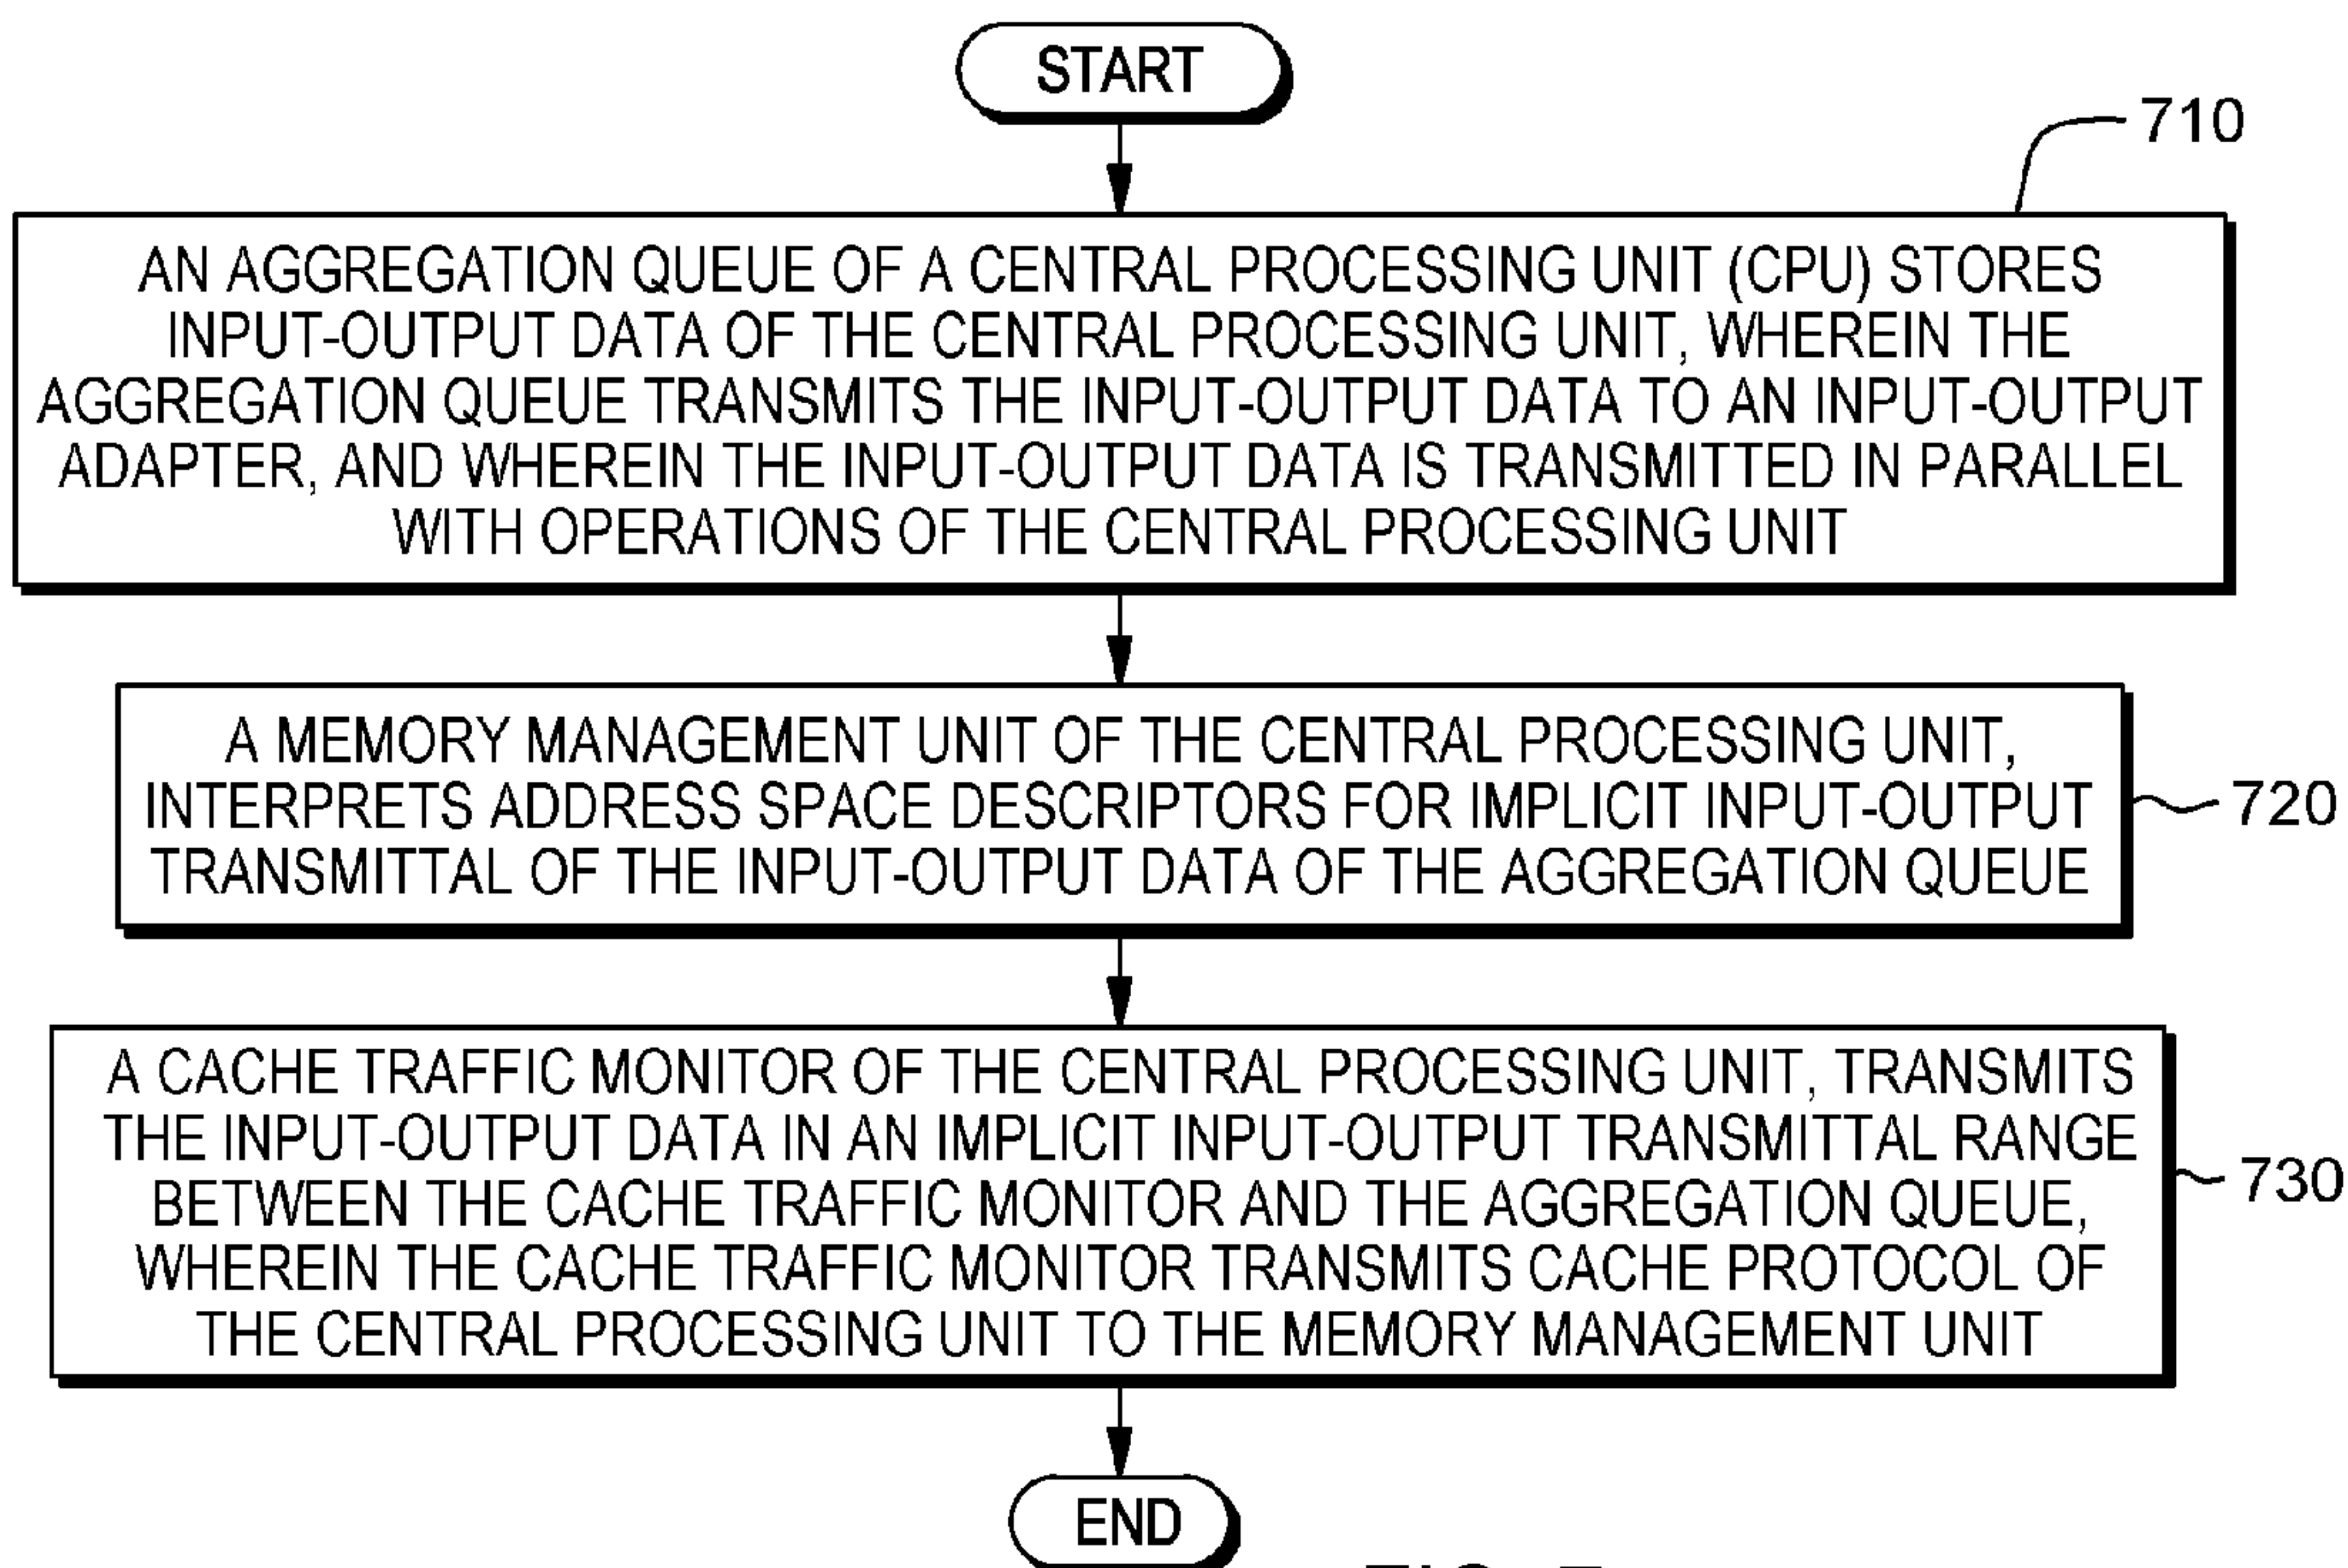 START
710
AN AGGREGATION QUEUE OF A CENTRAL PROCESSING UNIT (CPU) STORES
INPUT-OUTPUT DATA OF THE CENTRAL PROCESSING UNIT, WHEREIN THE
AGGREGATION QUEUE TRANSMITS THE INPUT-OUTPUT DATA TO AN INPUT-OUTPUT
ADAPTER, AND WHEREIN THE INPUT-OUTPUT DATA IS TRANSMITTED IN PARALLEL
WITH OPERATIONS OF THE CENTRAL PROCESSING UNIT
A MEMORY MANAGEMENT UNIT OF THE CENTRAL PROCESSING UNIT,
INTERPRETS ADDRESS SPACE DESCRIPTORS FOR IMPLICIT INPUT-OUTPUT
TRANSMITTAL OF THE INPUT-OUTPUT DATA OF THE AGGREGATION QUEUE
720
A CACHE TRAFFIC MONITOR OF THE CENTRAL PROCESSING UNIT, TRANSMITS
THE INPUT-OUTPUT DATA IN AN IMPLICIT INPUT-OUTPUT TRANSMITTAL RANGE
BETWEEN THE CACHE TRAFFIC MONITOR AND THE AGGREGATION QUEUE,
WHEREIN THE CACHE TRAFFIC MONITOR TRANSMITS CACHE PROTOCOL OF
THE CENTRAL PROCESSING UNIT TO THE MEMORY MANAGEMENT UNIT
730
END